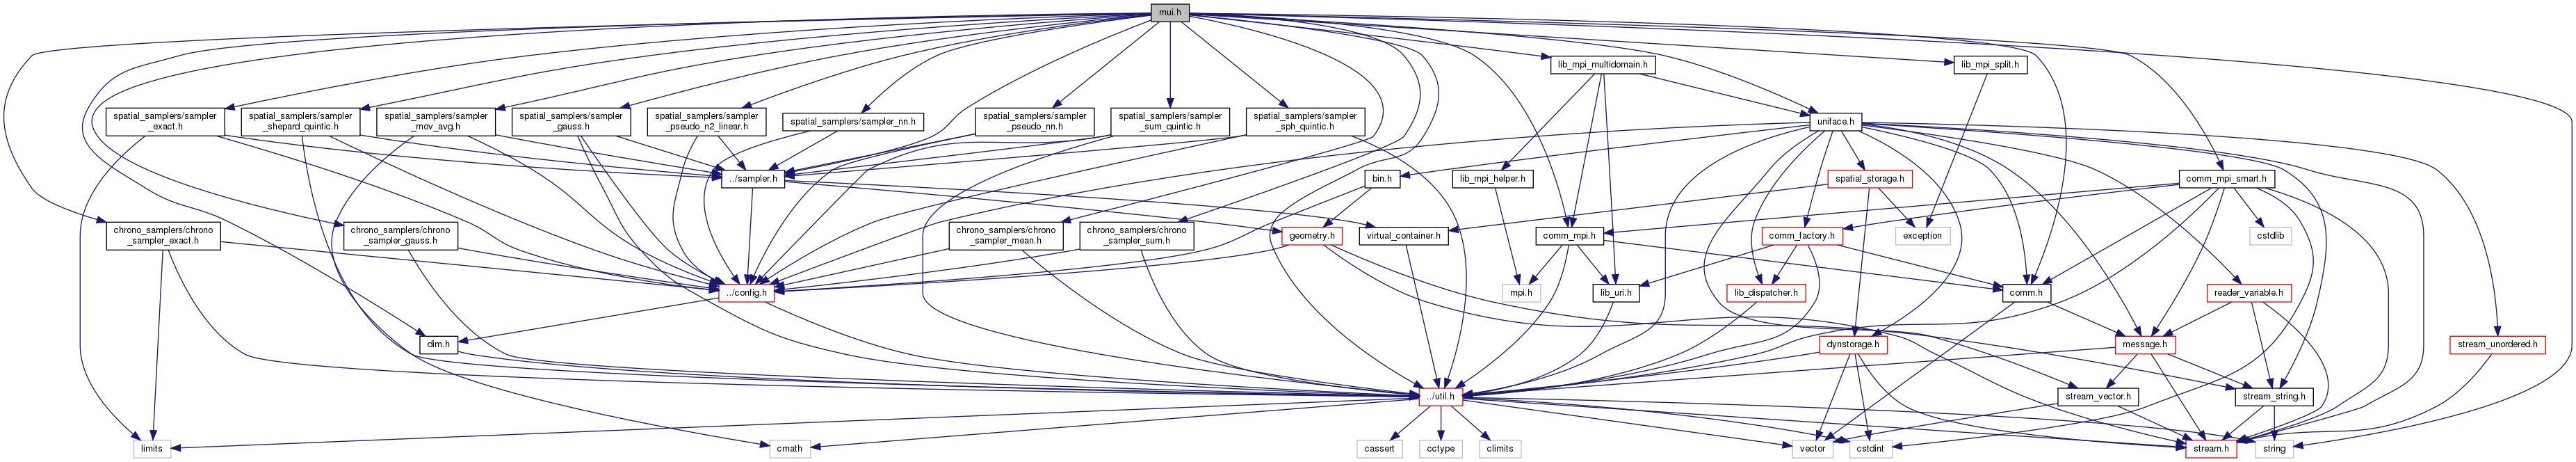 mui.h
lib_mpi_multidomain.h
lib_mpi_split.h
spatial_samplers/sampler
_exact.h
spatial_samplers/sampler
_shepard_quintic.h
spatial_samplers/sampler
_mov_avg.h
spatial_samplers/sampler
_gauss.h
spatial_samplers/sampler
_pseudo_n2_linear.h
spatial_samplers/sampler_nn.h
spatial_samplers/sampler
_pseudo_nn.h
spatial_samplers/sampler
_sum_quintic.h
spatial_samplers/sampler
_sph_quintic.h
uniface.h
../sampler.h
lib_mpi_helper.h
bin.h
spatial_storage.h
comm_mpi_smart.h
chrono_samplers/chrono
_sampler_exact.h
chrono_samplers/chrono
_sampler_gauss.h
geometry.h
virtual_container.h
chrono_samplers/chrono
_sampler_mean.h
chrono_samplers/chrono
_sampler_sum.h
comm_mpi.h
comm_factory.h
exception
cstdlib
../config.h
mpi.h
lib_uri.h
lib_dispatcher.h
comm.h
reader_variable.h
dim.h
dynstorage.h
message.h
stream_unordered.h
../util.h
stream_vector.h
stream_string.h
limits
cmath
cassert
cctype
climits
vector
cstdint
stream.h
string